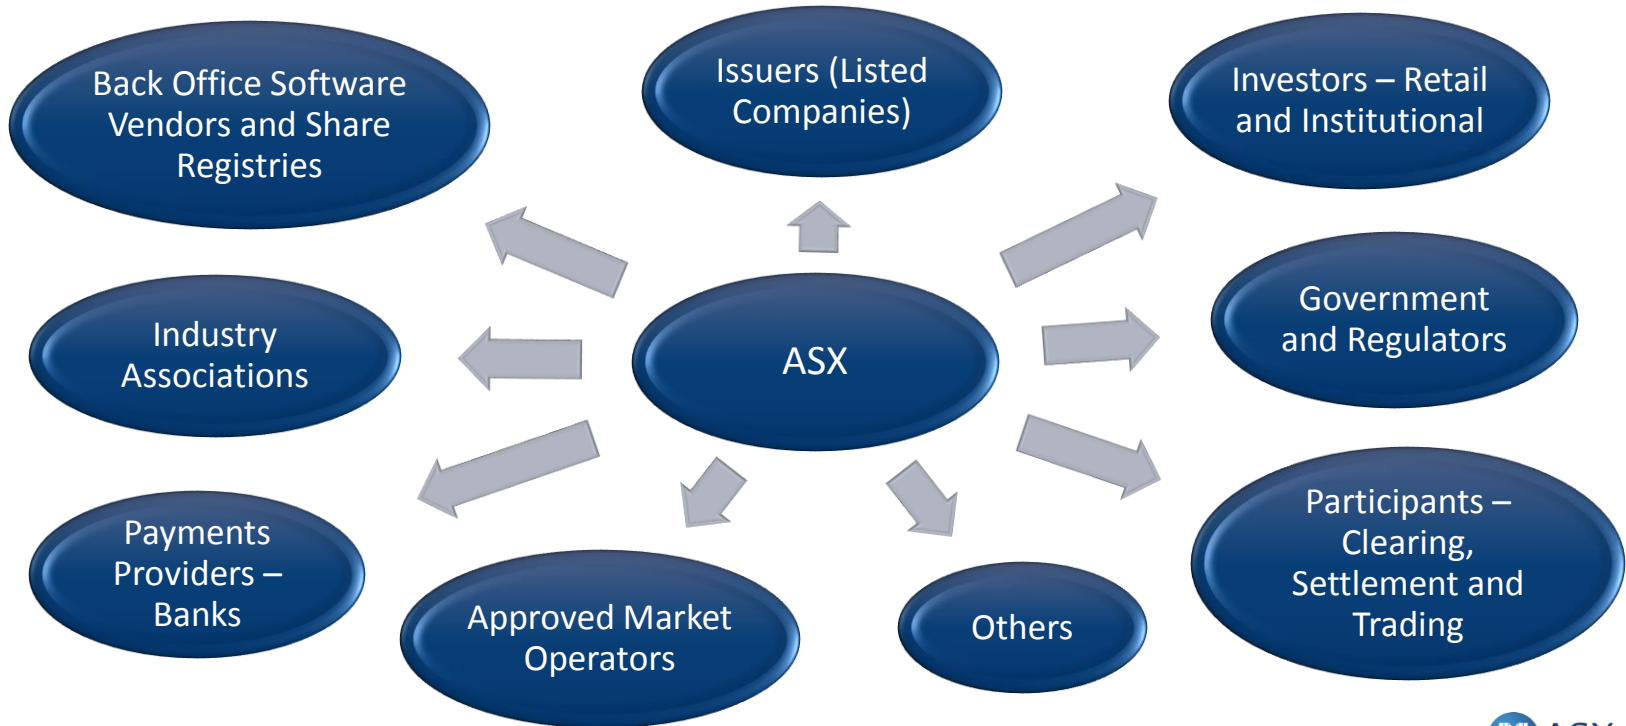 Back Office Software
Vendors and Share
Registries
Issuers (Listed
Companies)
Investors – Retail
and Institutional
Industry
Associations
ASX
Government
and Regulators
Payments
Providers –
Banks
Approved Market
Operators
Others
Participants –
Clearing,
Settlement and
Trading